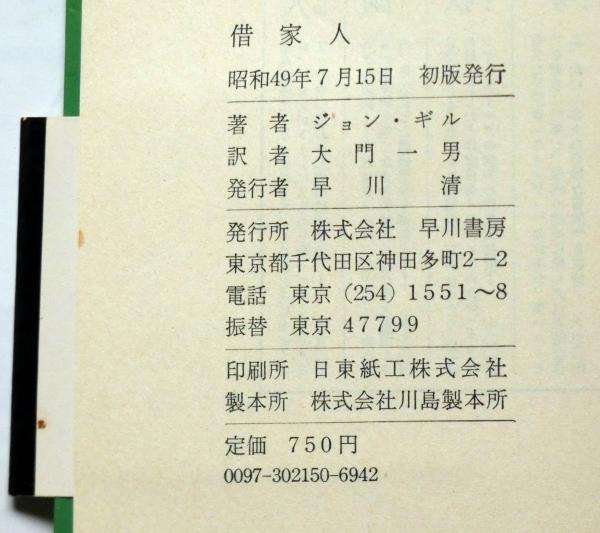 借家人
昭和49年7月15日 初版発行
著者 ジョン・ギル
訳者 大門一男
発行者 早川 清
発行所 株式会社 早川書房
東京都千代田区神田多町2—2
電話 東京 (254) 1551〜8
振替 東京 47799
印刷所 日東紙工株式会社
製本所 株式会社川島製本所
定価 750円
0097-302150-6942